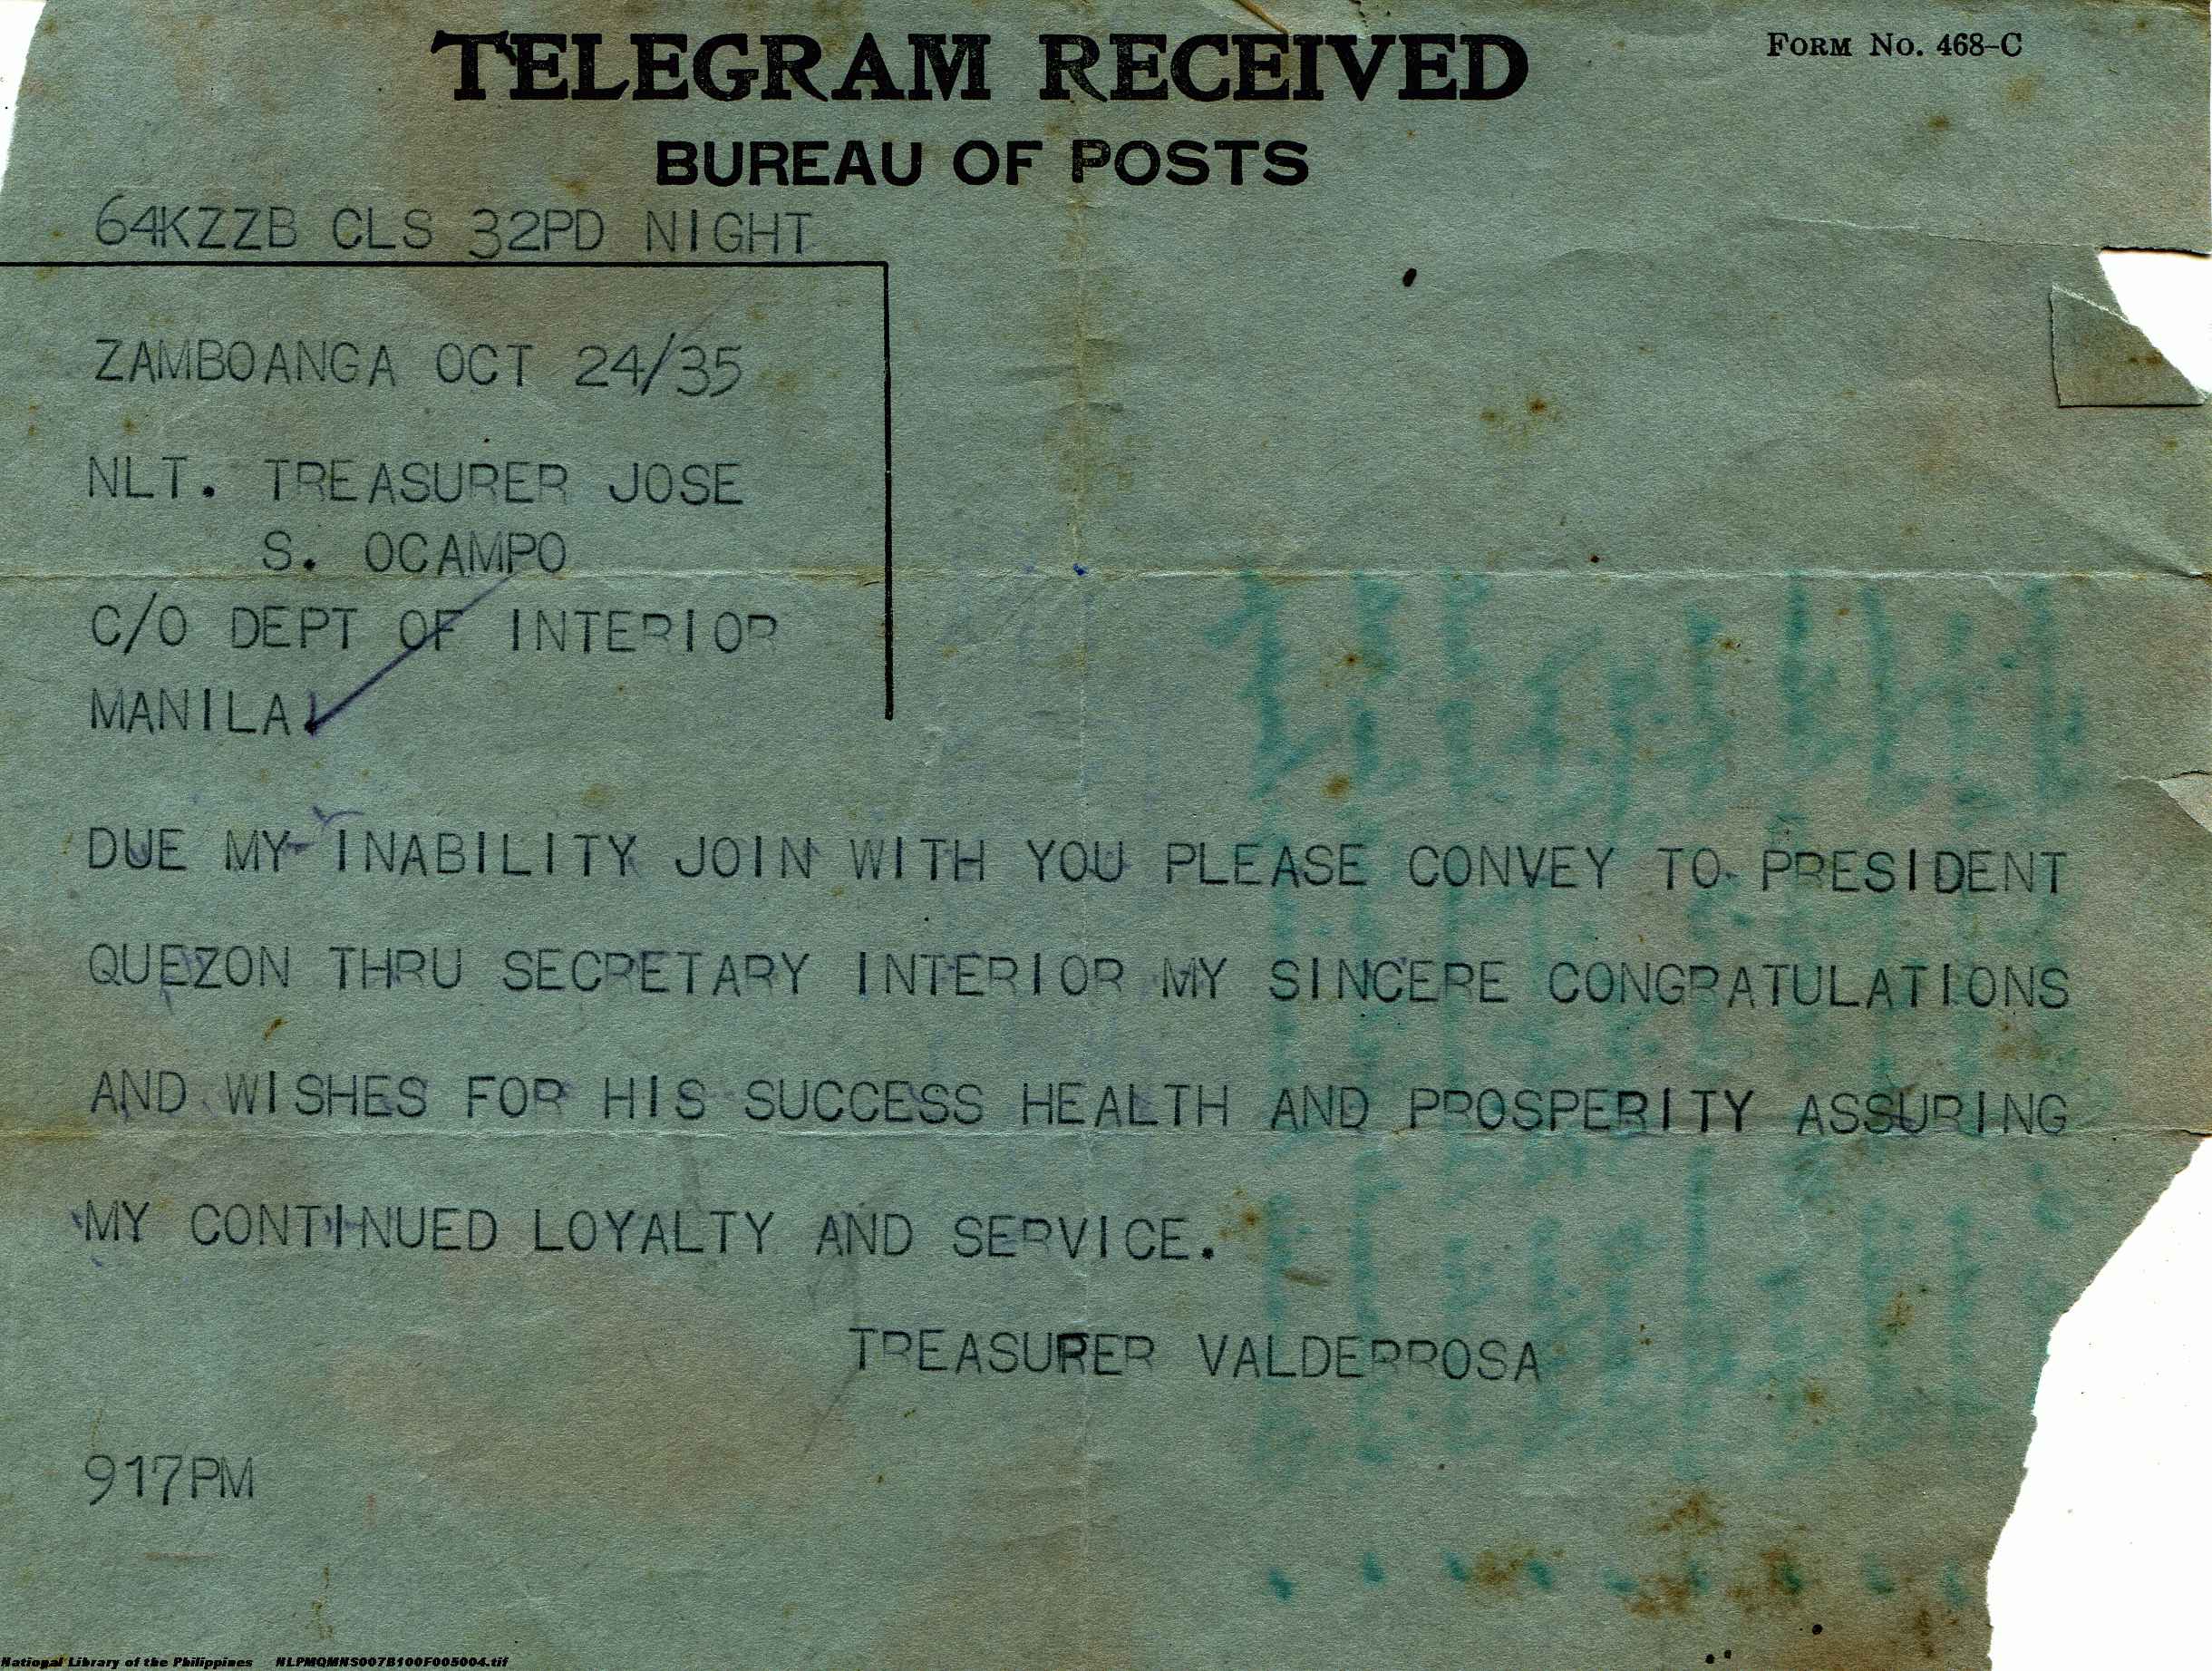 TELEGRAM RECEIVED
FORM NO. 468-C
BUREAU OF POSTS
64KZZB CLS 32PD NIGHT
ZAMBOANGA OCT 24/35
NLT. TREASURER JOSE
S. OCAMPO
C/O DEPT OF INTERIOR
MANILA
DUE MY INABILITY JOIN WITH YOU PLEASE CONVEY TO PRESIDENT
QUEZON THRU SECRETARY INTERIOR MY SINCERE CONGRATULATIONS
AND WISHES FOR HIS SUCCESS HEALTH AND PROSPERITY ASSURING
MY CONTINUED LOYALTY AND SERVICE.
TREASURER VALDERROSA
917PM
National Library of the Philippines NLPMQMNS007B100F005004.tif